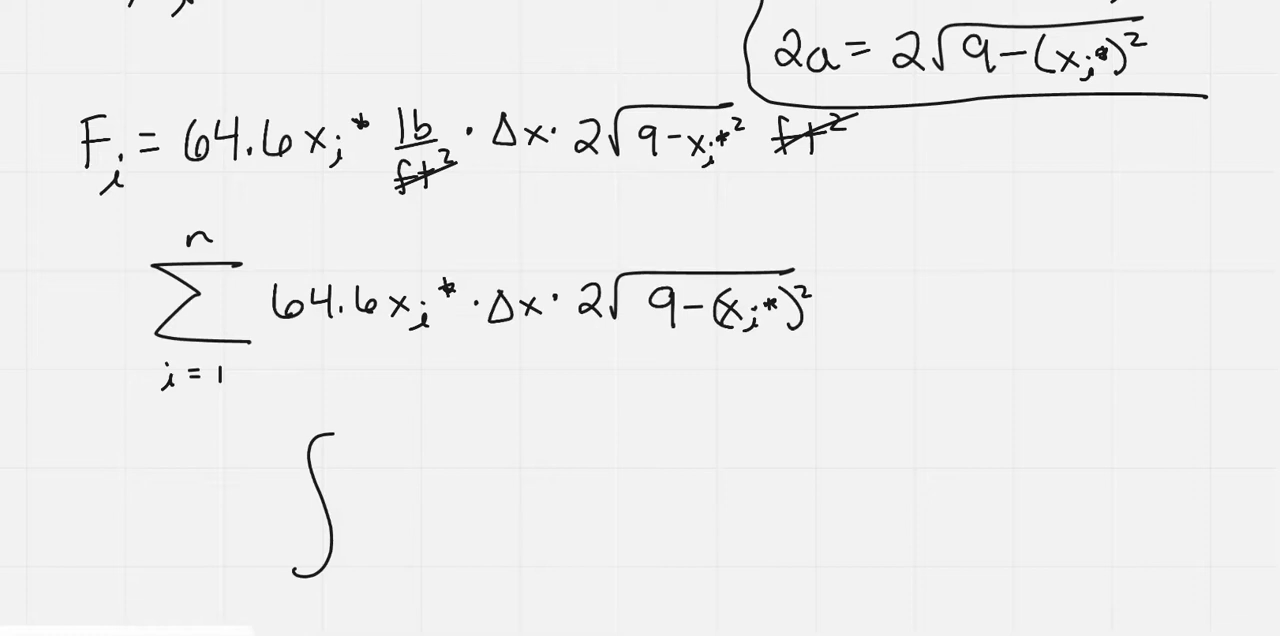 2a = 2√(9-(xᵢ*)²)
Fᵢ = 64.6xᵢ* lb/ft² · Δx · 2√(9-xᵢ*²) ft²
n
∑ 64.6xᵢ* · Δx · 2√(9-(xᵢ*)²)
i = 1
∫